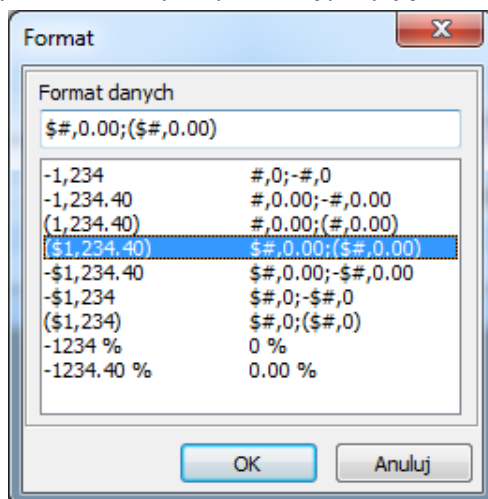 Format
Format danych
$#,0.00;($#,0.00)
-1,234 #,0;-#,0
-1,234.40 #,0.00;-#,0.00
(1,234.40) #,0.00;(#,0.00)
($1,234.40) $#,0.00;($#,0.00)
-$1,234.40 $#,0.00;-$#,0.00
-$1,234 $#,0;-$#,0
($1,234) $#,0;($#,0)
-1234 % 0 %
-1234.40 % 0.00 %
OK Anuluj